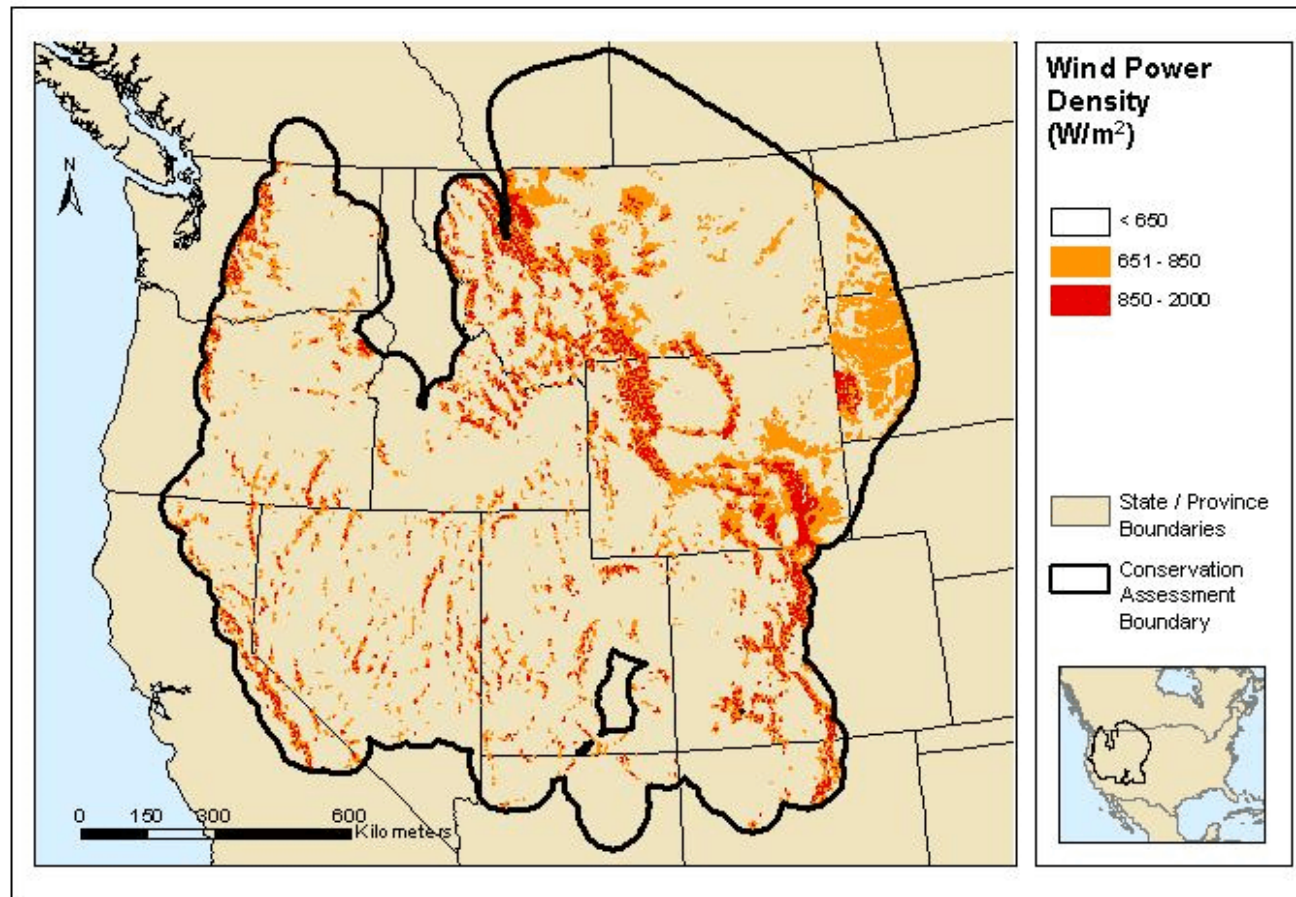 Wind Power
Density
(W/m²)
< 650
651 - 850
850 - 2000
State / Province
Boundaries
Conservation
Assessment
Boundary
N
0 150 300 600
Kilometers